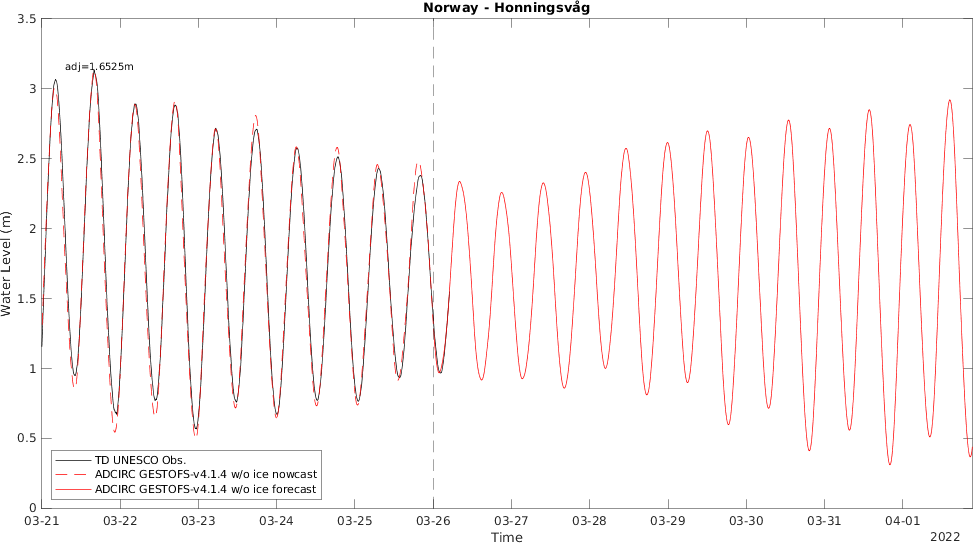 Norway - Honningsvåg
3.5
adj=1.6525m
3
2.5
2
Water Level (m)
1.5
1
0.5
TD UNESCO Obs.
ADCIRC GESTOFS-v4.1.4 w/o ice nowcast
ADCIRC GESTOFS-v4.1.4 w/o ice forecast
0
03-21 03-22 03-23 03-24 03-25 03-26 03-27 03-28 03-29 03-30 03-31 04-01
Time
2022